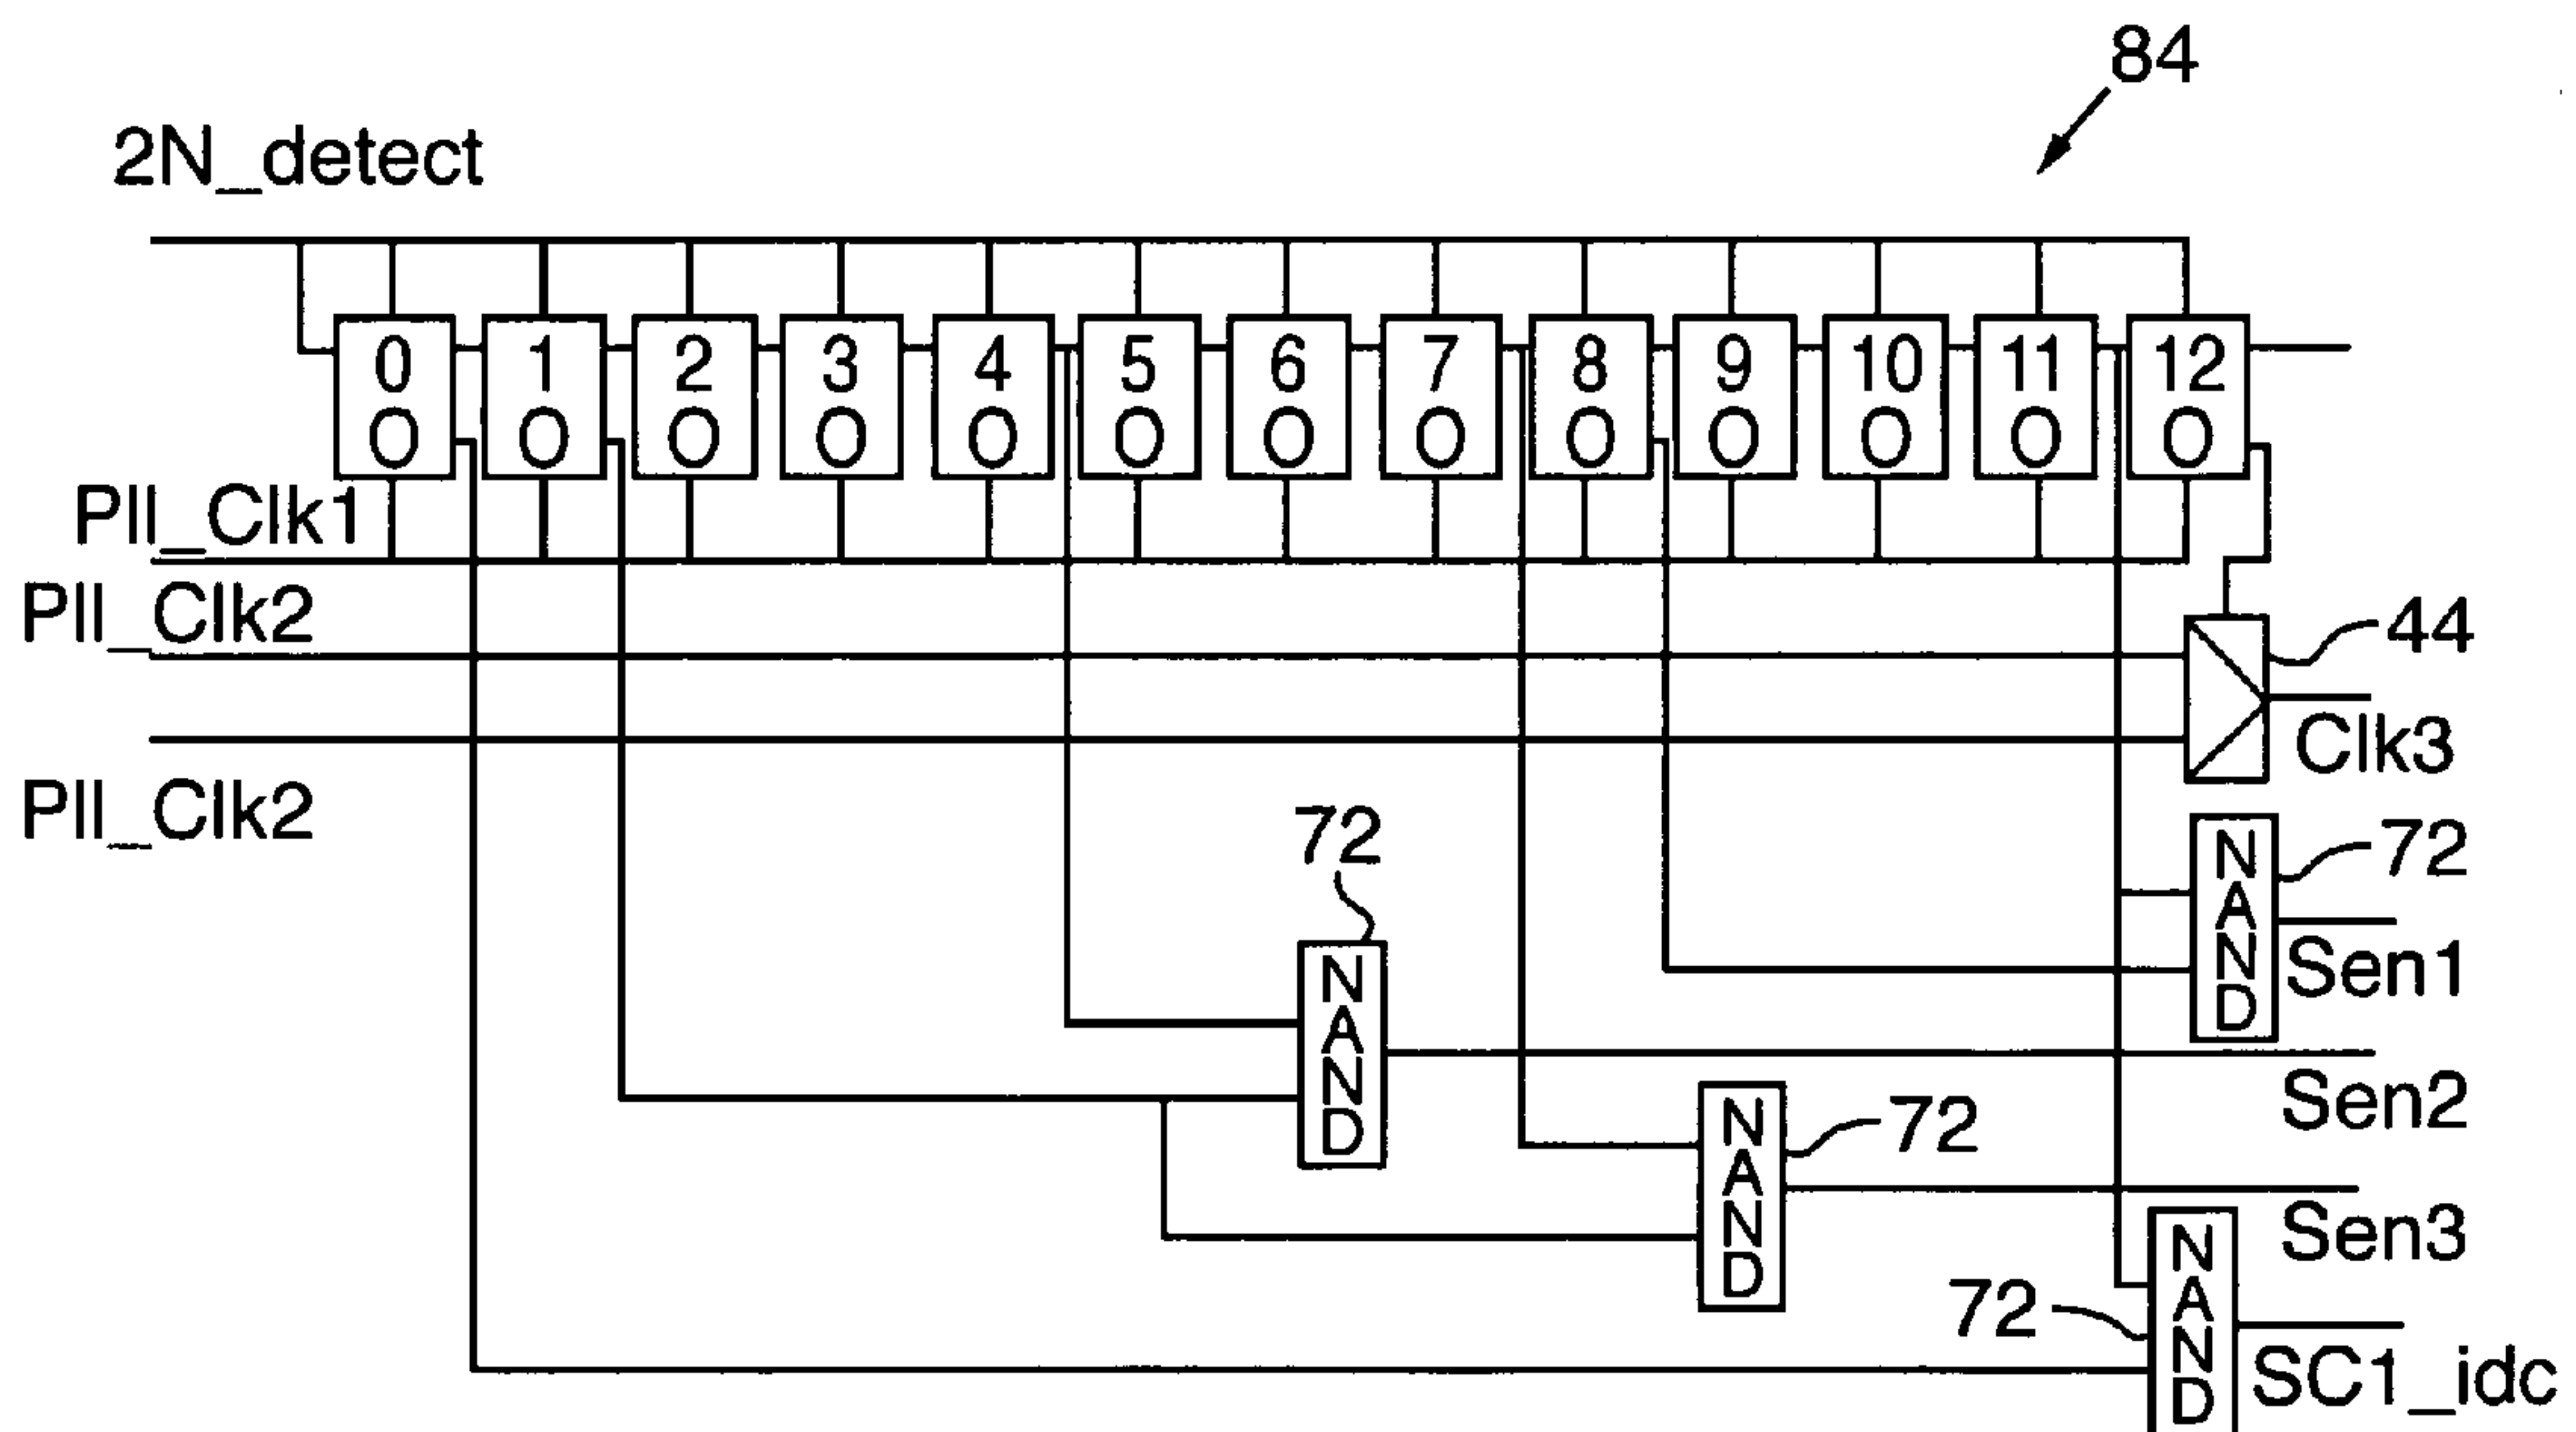 84
2N_detect
0 1 2 3 4 5 6 7 8 9 10 11 12
O O O O O O O O O O O O O
Pll_Clk1
Pll_Clk2
44
Clk3
Pll_Clk2
72
72
NAND
Sen1
NAND
Sen2
72
NAND
Sen3
72
NAND
SC1_idc